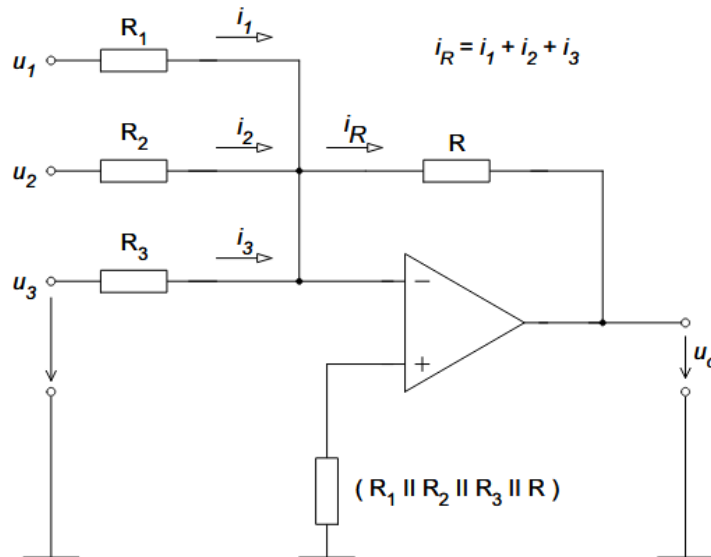 R1
i1
iR = i1 + i2 + i3
u1
R2
i2
iR
R
u2
R3
i3
u3
−
+
uo
( R1 II R2 II R3 II R )